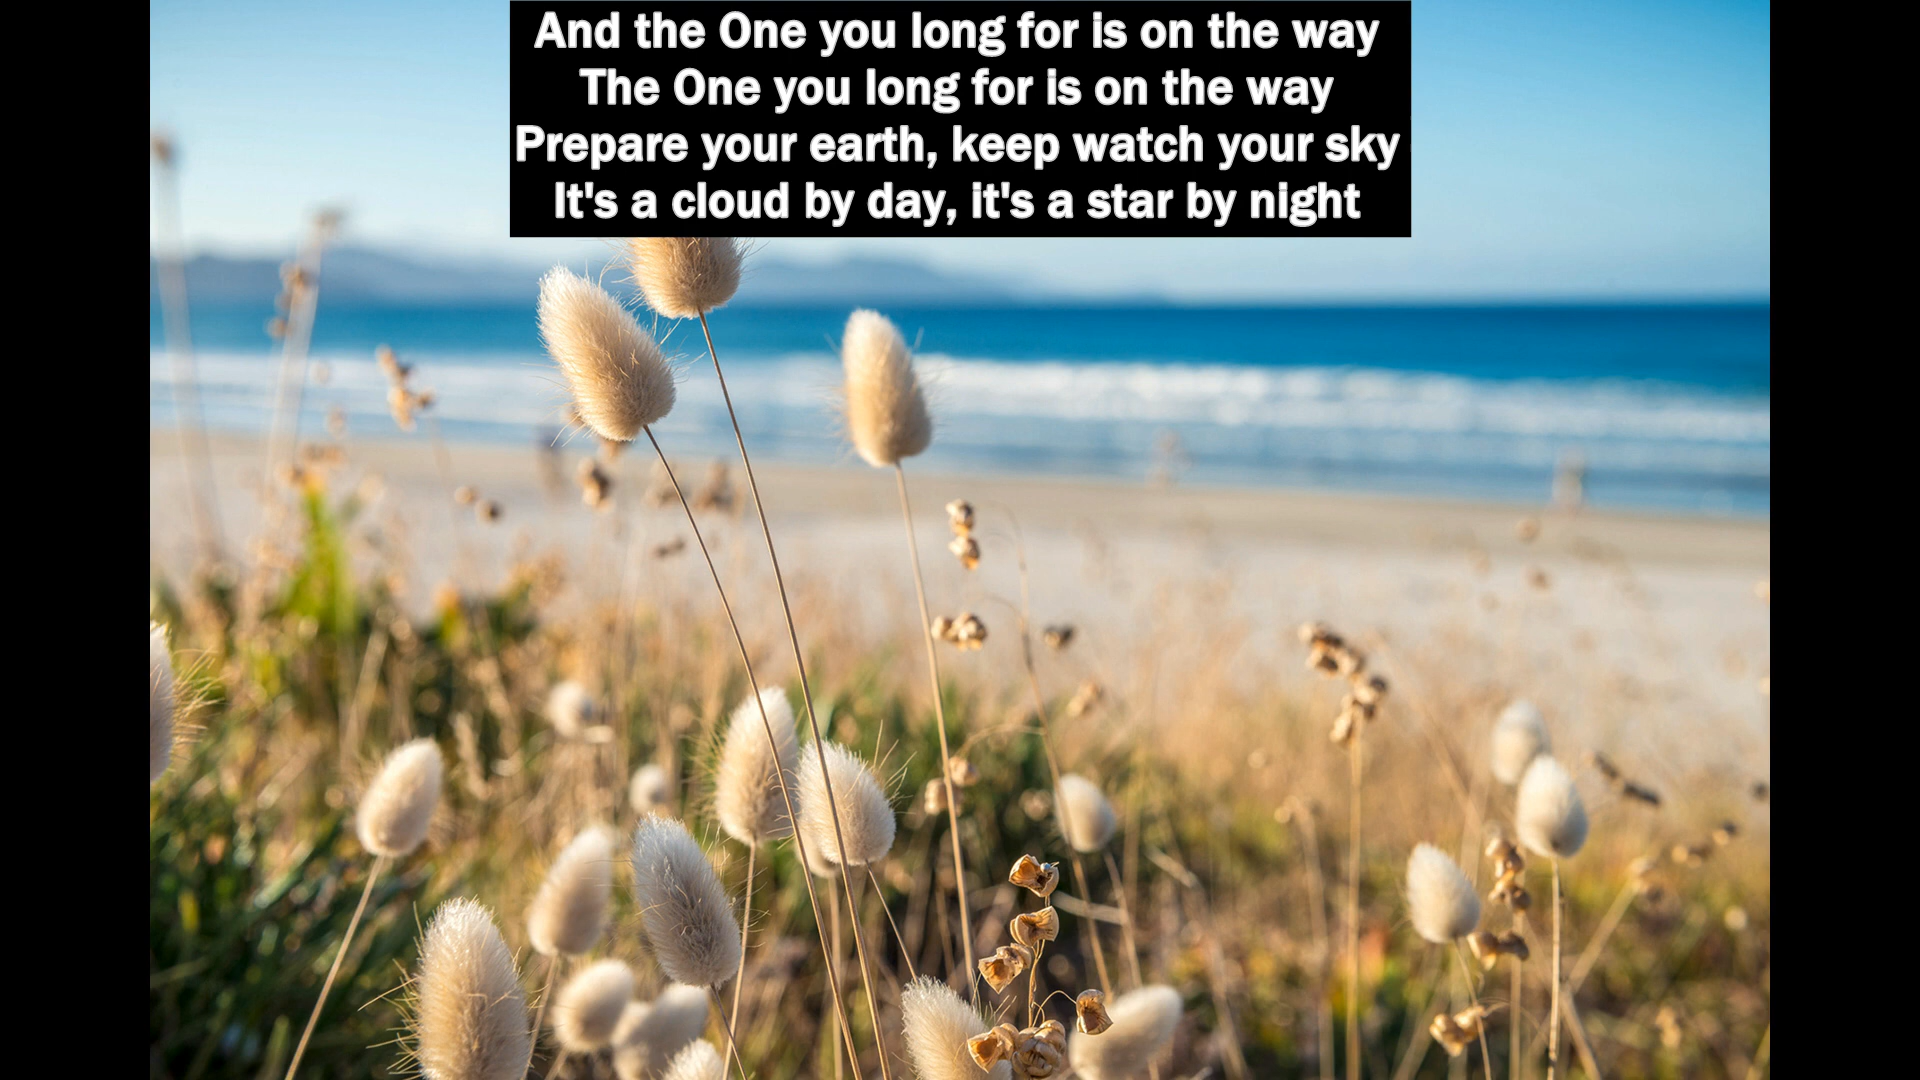 And the One you long for is on the way
The One you long for is on the way
Prepare your earth, keep watch your sky
It's a cloud by day, it's a star by night